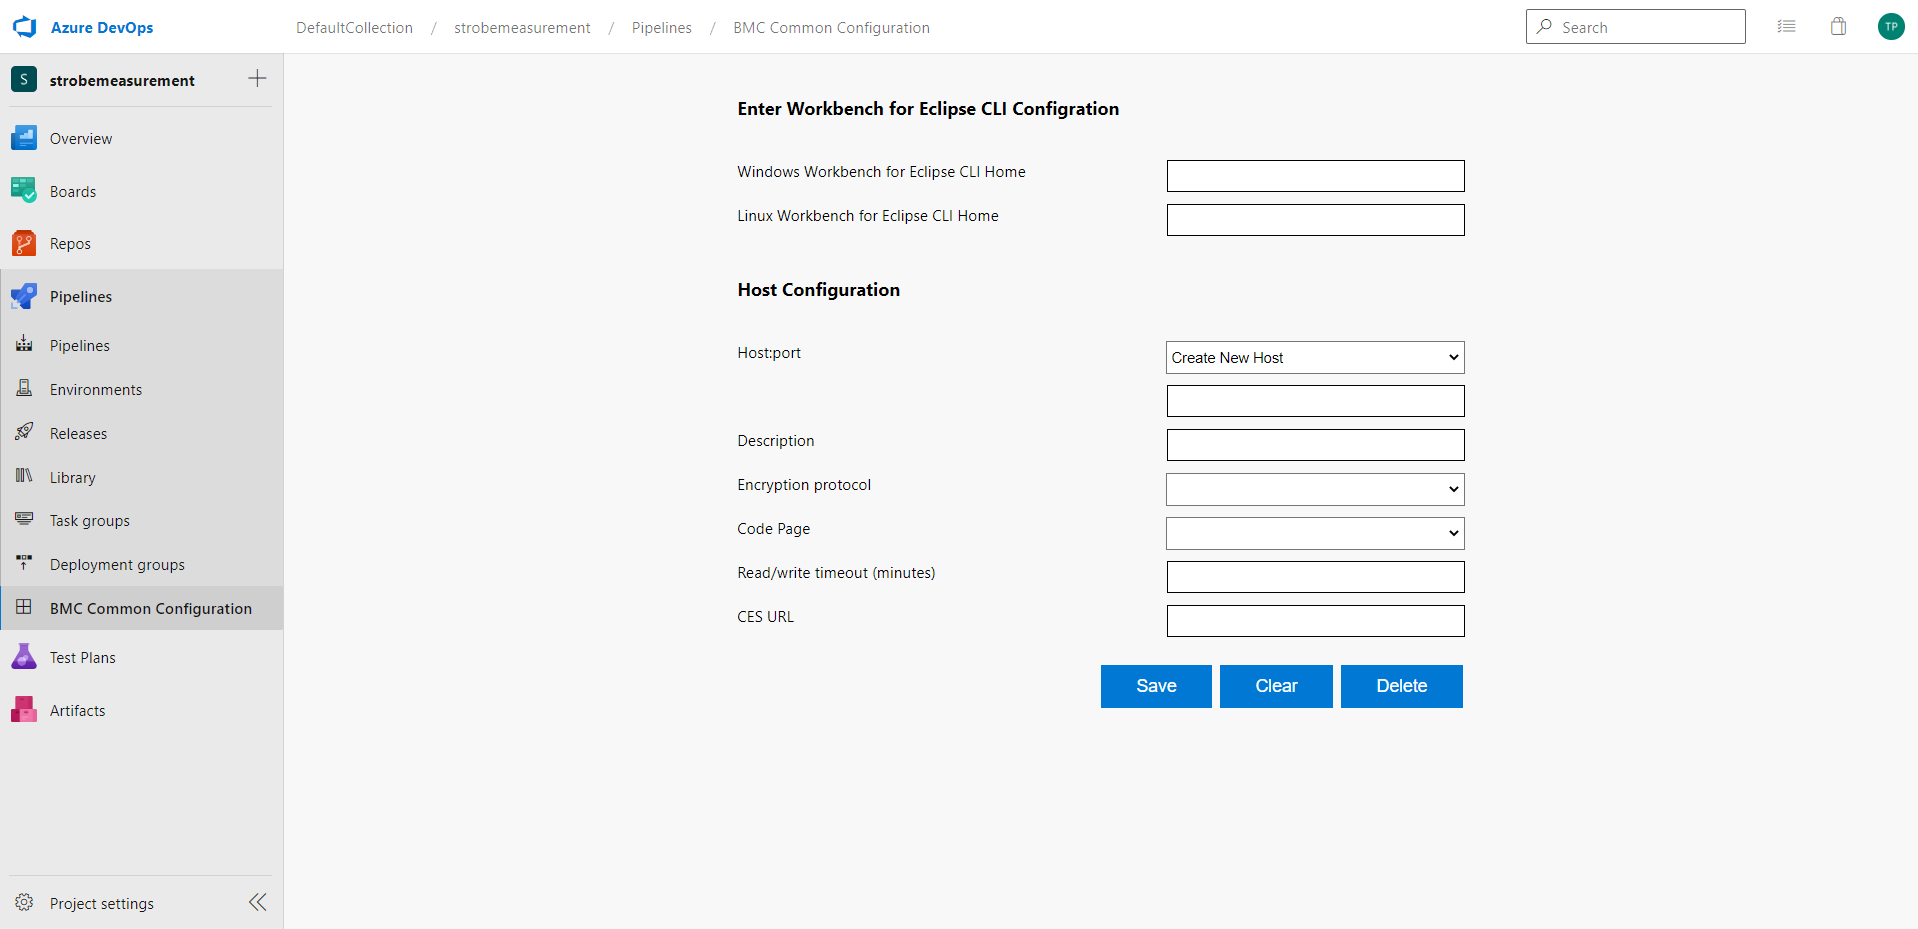 Azure DevOps
DefaultCollection / strobemeasurement / Pipelines / BMC Common Configuration
Search
TP
S strobemeasurement
Overview
Boards
Repos
Pipelines
Pipelines
Environments
Releases
Library
Task groups
Deployment groups
BMC Common Configuration
Test Plans
Artifacts
Project settings
Enter Workbench for Eclipse CLI Configration
Windows Workbench for Eclipse CLI Home
Linux Workbench for Eclipse CLI Home
Host Configuration
Host:port Create New Host
Description
Encryption protocol
Code Page
Read/write timeout (minutes)
CES URL
Save Clear Delete